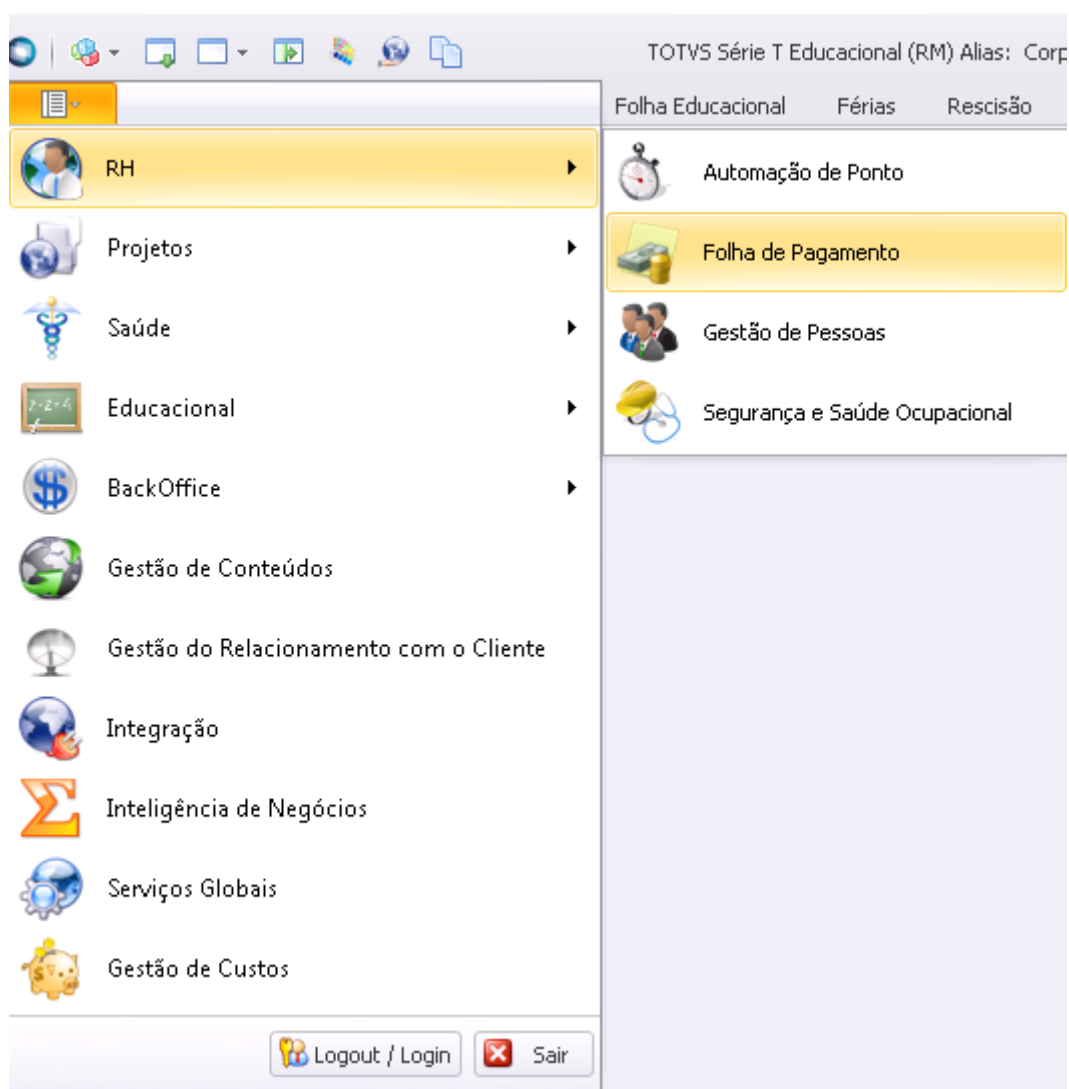 TOTVS Série T Educacional (RM) Alias: Corp
Folha Educacional Férias Rescisão
RH
Projetos
Saúde
Educacional
BackOffice
Gestão de Conteúdos
Gestão do Relacionamento com o Cliente
Integração
Inteligência de Negócios
Serviços Globais
Gestão de Custos
Automação de Ponto
Folha de Pagamento
Gestão de Pessoas
Segurança e Saúde Ocupacional
Logout / Login Sair